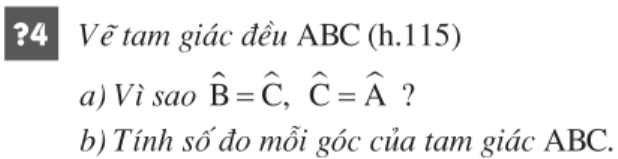 ?4 Vẽ tam giác đều ABC (h.115)
a) Vì sao B̂ = Ĉ, Ĉ = Â ?
b) Tính số đo mỗi góc của tam giác ABC.